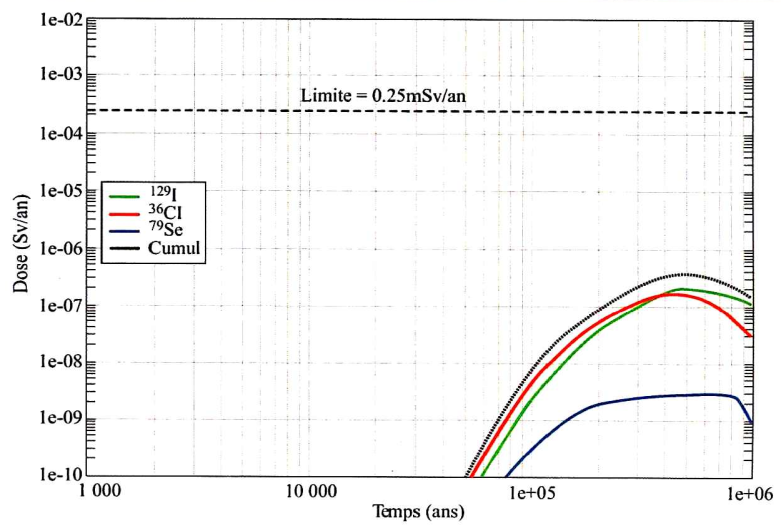 1e-02
1e-03
Limite = 0.25mSv/an
1e-04
1e-05
129I
36Cl
79Se
Cumul
Dose (Sv/an)
1e-06
1e-07
1e-08
1e-09
1e-10
1 000
10 000
1e+05
1e+06
Temps (ans)